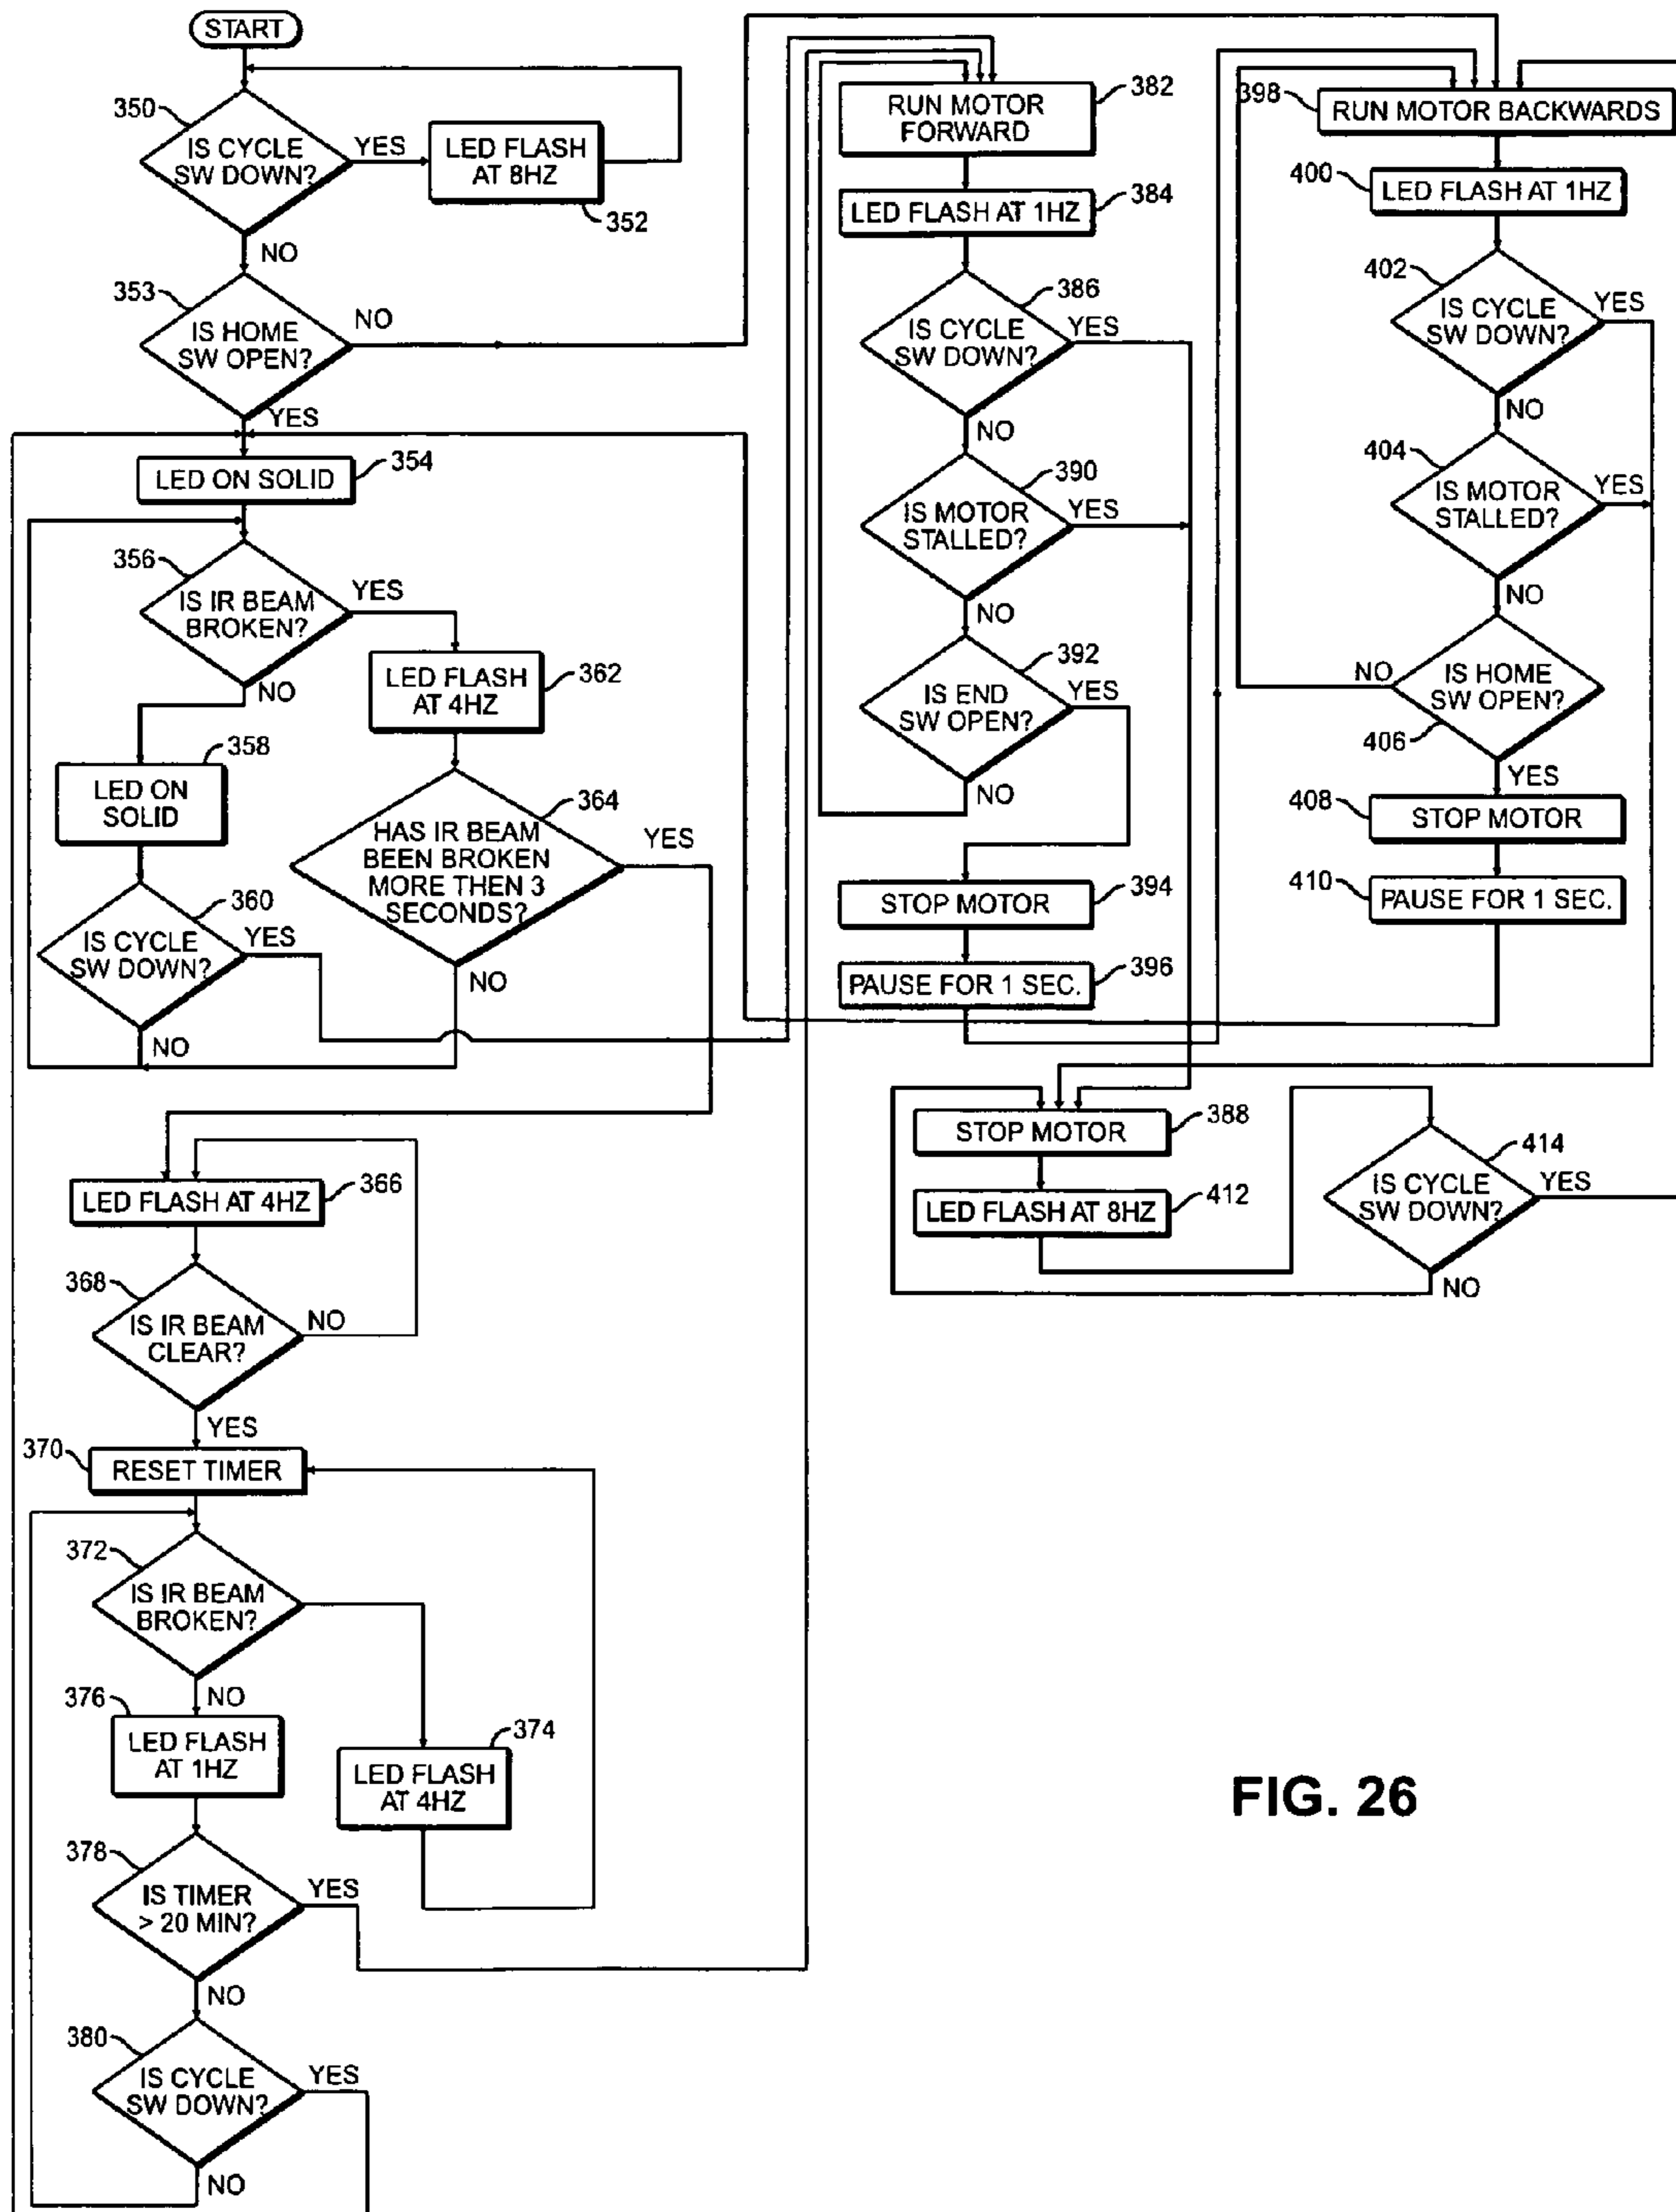 START
350
IS CYCLE
SW DOWN?
YES
LED FLASH
AT 8HZ
352
NO
353
IS HOME
SW OPEN?
NO
YES
LED ON SOLID
354
356
IS IR BEAM
BROKEN?
YES
NO
LED FLASH
AT 4HZ
362
358
LED ON
SOLID
364
HAS IR BEAM
BEEN BROKEN
MORE THEN 3
SECONDS?
YES
NO
360
IS CYCLE
SW DOWN?
YES
NO
LED FLASH AT 4HZ
366
368
IS IR BEAM
CLEAR?
NO
YES
370
RESET TIMER
372
IS IR BEAM
BROKEN?
NO
376
LED FLASH
AT 1HZ
374
LED FLASH
AT 4HZ
378
IS TIMER
> 20 MIN?
YES
NO
380
IS CYCLE
SW DOWN?
YES
NO
RUN MOTOR
FORWARD
382
LED FLASH AT 1HZ
384
386
IS CYCLE
SW DOWN?
YES
NO
390
IS MOTOR
STALLED?
YES
NO
392
IS END
SW OPEN?
YES
NO
STOP MOTOR
394
PAUSE FOR 1 SEC.
396
398
RUN MOTOR BACKWARDS
400
LED FLASH AT 1HZ
402
IS CYCLE
SW DOWN?
YES
NO
404
IS MOTOR
STALLED?
YES
NO
IS HOME
SW OPEN?
NO
406
YES
408
STOP MOTOR
410
PAUSE FOR 1 SEC.
STOP MOTOR
388
LED FLASH AT 8HZ
412
414
IS CYCLE
SW DOWN?
YES
NO
FIG. 26